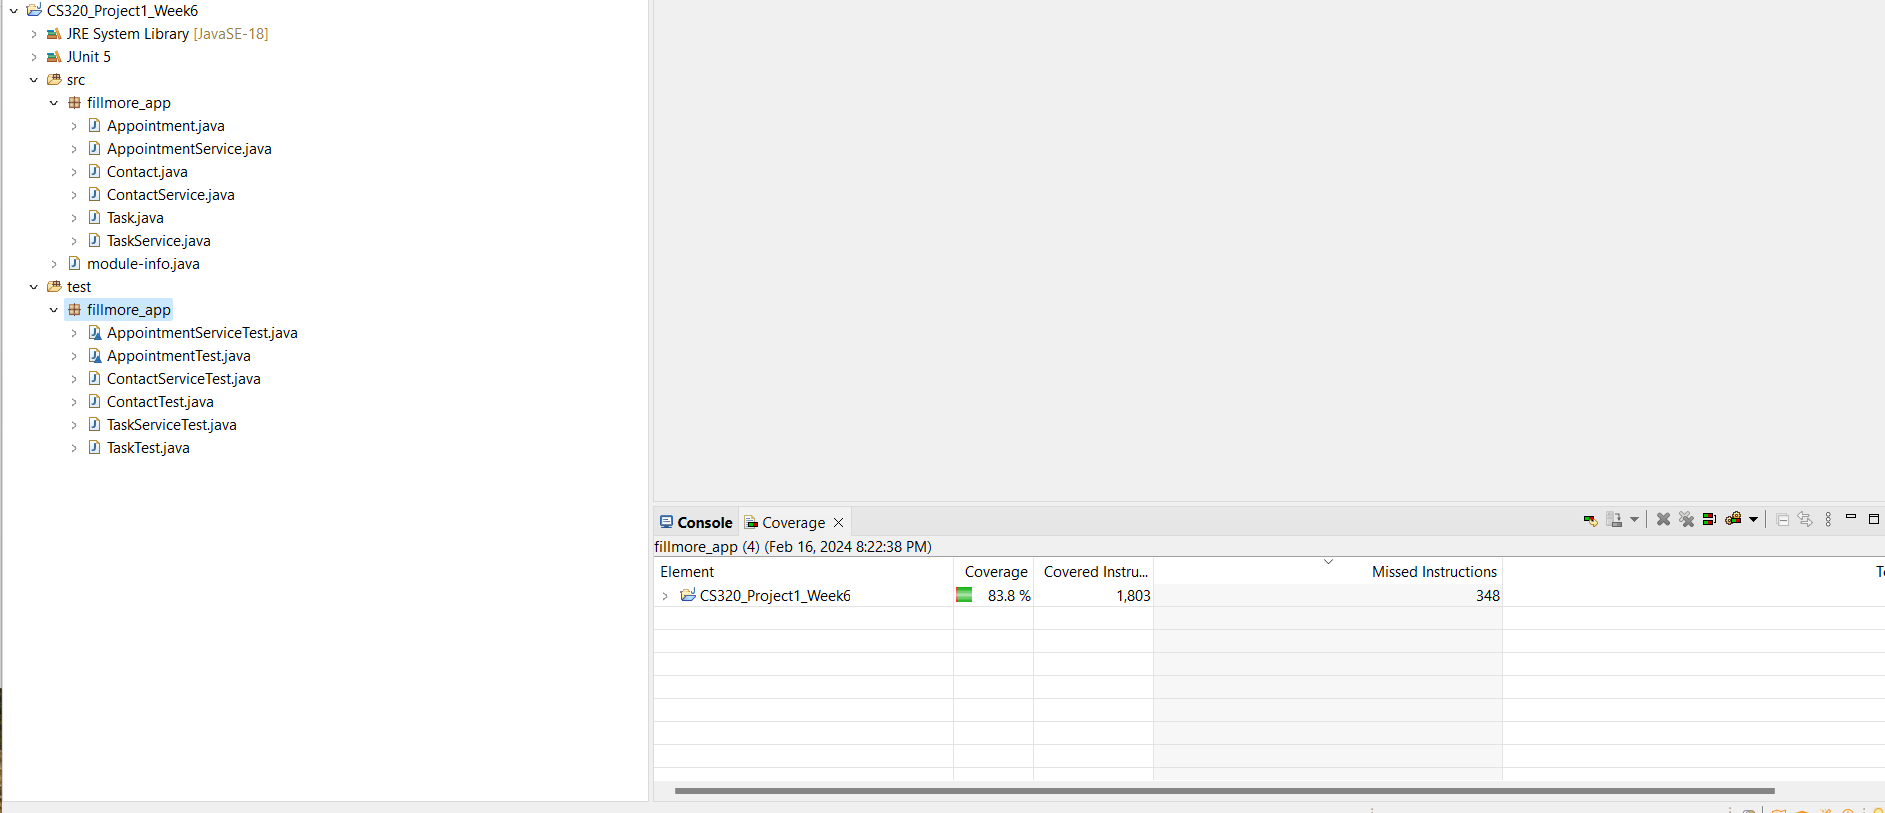 CS320_Project1_Week6
JRE System Library [JavaSE-18]
JUnit 5
src
fillmore_app
Appointment.java
AppointmentService.java
Contact.java
ContactService.java
Task.java
TaskService.java
module-info.java
test
fillmore_app
AppointmentServiceTest.java
AppointmentTest.java
ContactServiceTest.java
ContactTest.java
TaskServiceTest.java
TaskTest.java
Console Coverage
fillmore_app (4) (Feb 16, 2024 8:22:38 PM)
Element Coverage Covered Instru... Missed Instructions
CS320_Project1_Week6 83.8 % 1,803 348